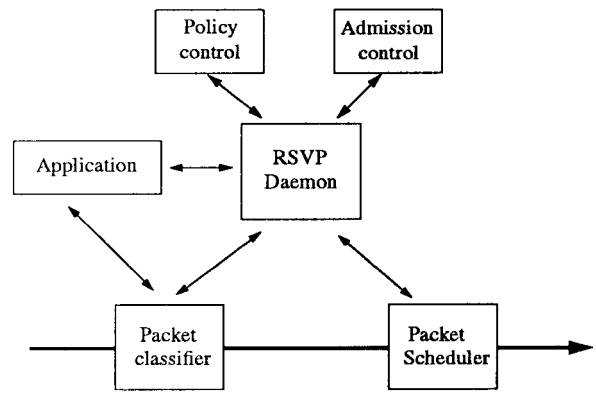 Policy
control
Admission
control
Application
RSVP
Daemon
Packet
classifier
Packet
Scheduler